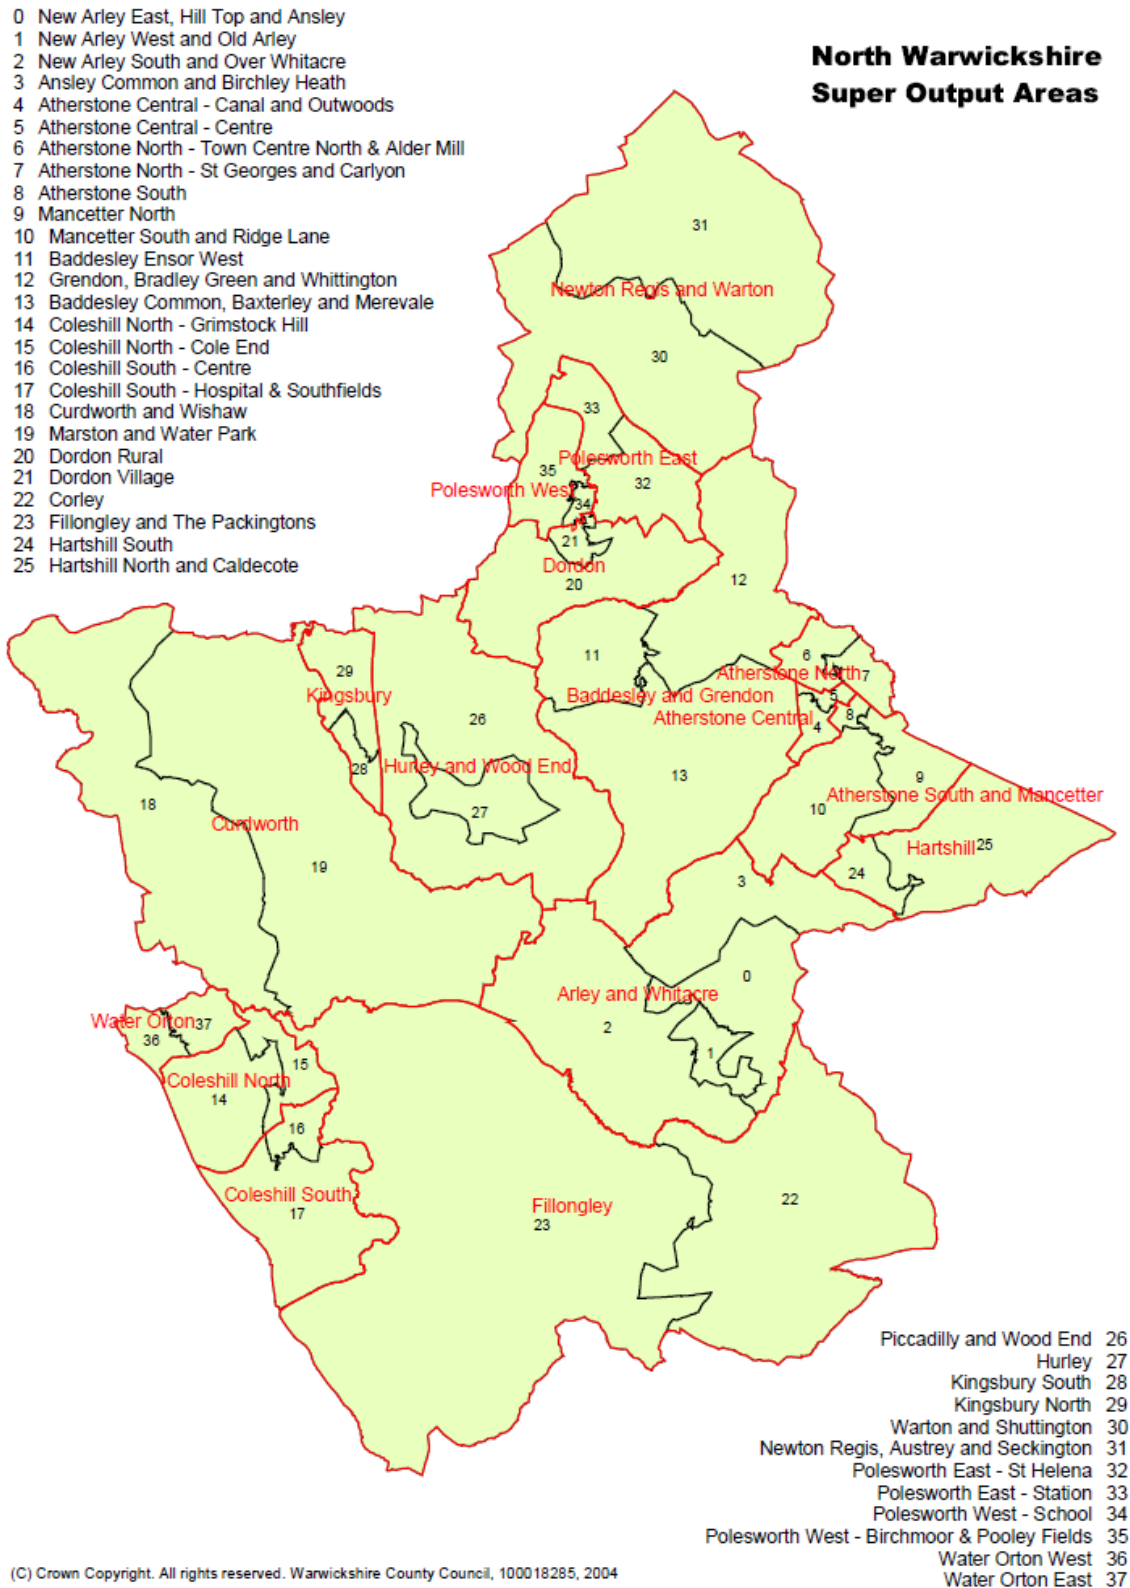 0 New Arley East, Hill Top and Ansley
1 New Arley West and Old Arley
2 New Arley South and Over Whitacre
3 Ansley Common and Birchley Heath
4 Atherstone Central - Canal and Outwoods
5 Atherstone Central - Centre
6 Atherstone North - Town Centre North & Alder Mill
7 Atherstone North - St Georges and Carlyon
8 Atherstone South
9 Mancetter North
10 Mancetter South and Ridge Lane
11 Baddesley Ensor West
12 Grendon, Bradley Green and Whittington
13 Baddesley Common, Baxterley and Merevale
14 Coleshill North - Grimstock Hill
15 Coleshill North - Cole End
16 Coleshill South - Centre
17 Coleshill South - Hospital & Southfields
18 Curdworth and Wishaw
19 Marston and Water Park
20 Dordon Rural
21 Dordon Village
22 Corley
23 Fillongley and The Packingtons
24 Hartshill South
25 Hartshill North and Caldecote
North Warwickshire
Super Output Areas
31
Newton Regis and Warton
30
33
Polesworth East
35
32
Polesworth West
34
21
Dordon
20
12
11
6
Atherstone North
7
29
Kingsbury
Baddesley and Grendon
5
26
Atherstone Central
8
4
28
Hurley and Wood End
13
9
18
27
10
Atherstone South and Mancetter
Curdworth
19
Hartshill
25
24
3
0
Arley and Whitacre
2
1
Water Orton
37
36
15
Coleshill North
14
16
Coleshill South
17
Fillongley
23
22
Piccadilly and Wood End 26
Hurley 27
Kingsbury South 28
Kingsbury North 29
Warton and Shuttington 30
Newton Regis, Austrey and Seckington 31
Polesworth East - St Helena 32
Polesworth East - Station 33
Polesworth West - School 34
Polesworth West - Birchmoor & Pooley Fields 35
Water Orton West 36
Water Orton East 37
(C) Crown Copyright. All rights reserved. Warwickshire County Council, 100018285, 2004